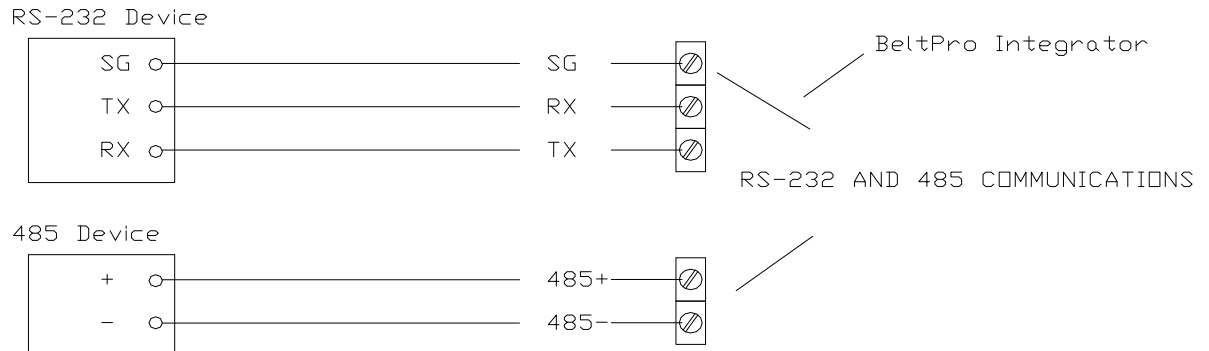 RS-232 Device
BeltPro Integrator
SG SG
TX RX
RX TX
RS-232 AND 485 COMMUNICATIONS
485 Device
+ 485+
- 485-